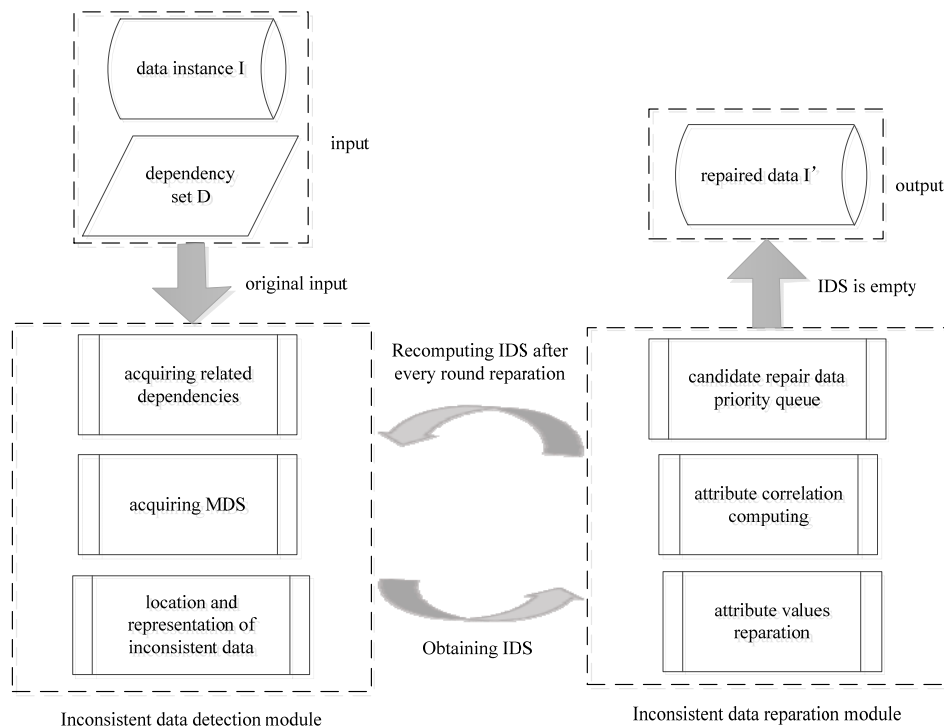 data instance I
dependency
set D
input
original input
acquiring related
dependencies
acquiring MDS
location and
representation of
inconsistent data
Inconsistent data detection module
Recomputing IDS after
every round reparation
Obtaining IDS
repaired data I’
output
IDS is empty
candidate repair data
priority queue
attribute correlation
computing
attribute values
reparation
Inconsistent data reparation module